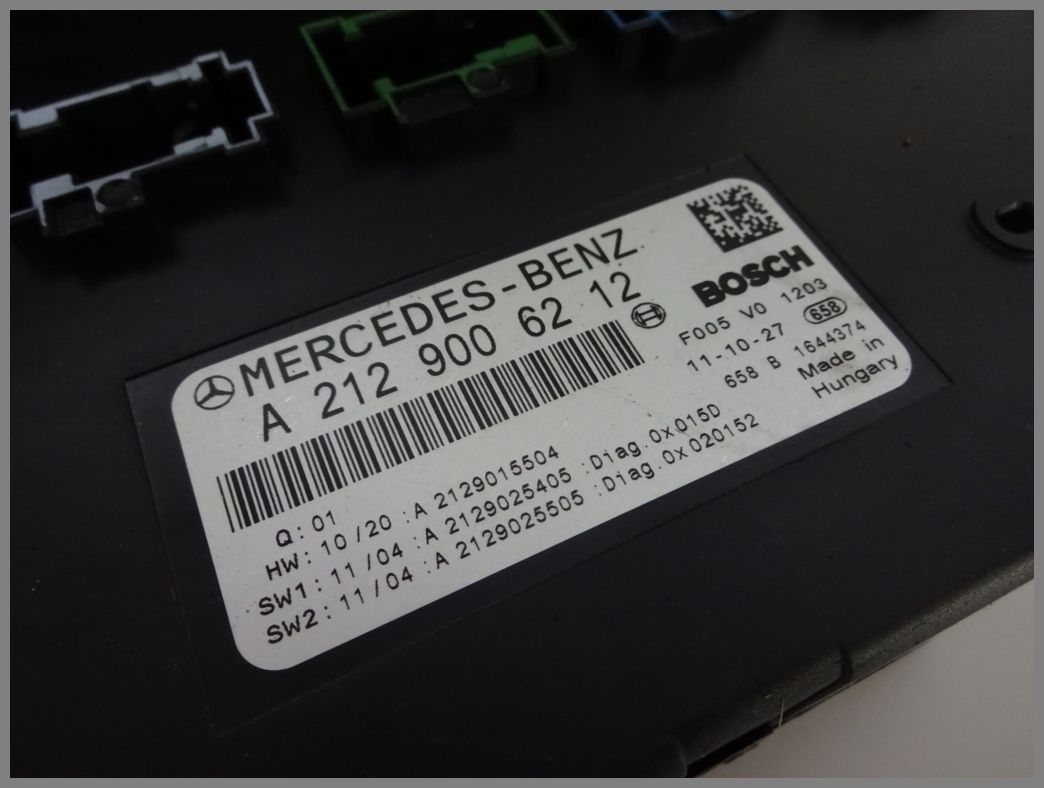 MERCEDES-BENZ
A 212 900 62 12
BOSCH
F005 V0 1203
11-10-27 658
658 B 1644374
Made in
Hungary
Q: 01
HW: 10/20 :A 2129015504
SW1: 11/04 :A 2129025405 :Diag.0x015D
SW2: 11/04 :A 2129025505 :Diag.0x020152